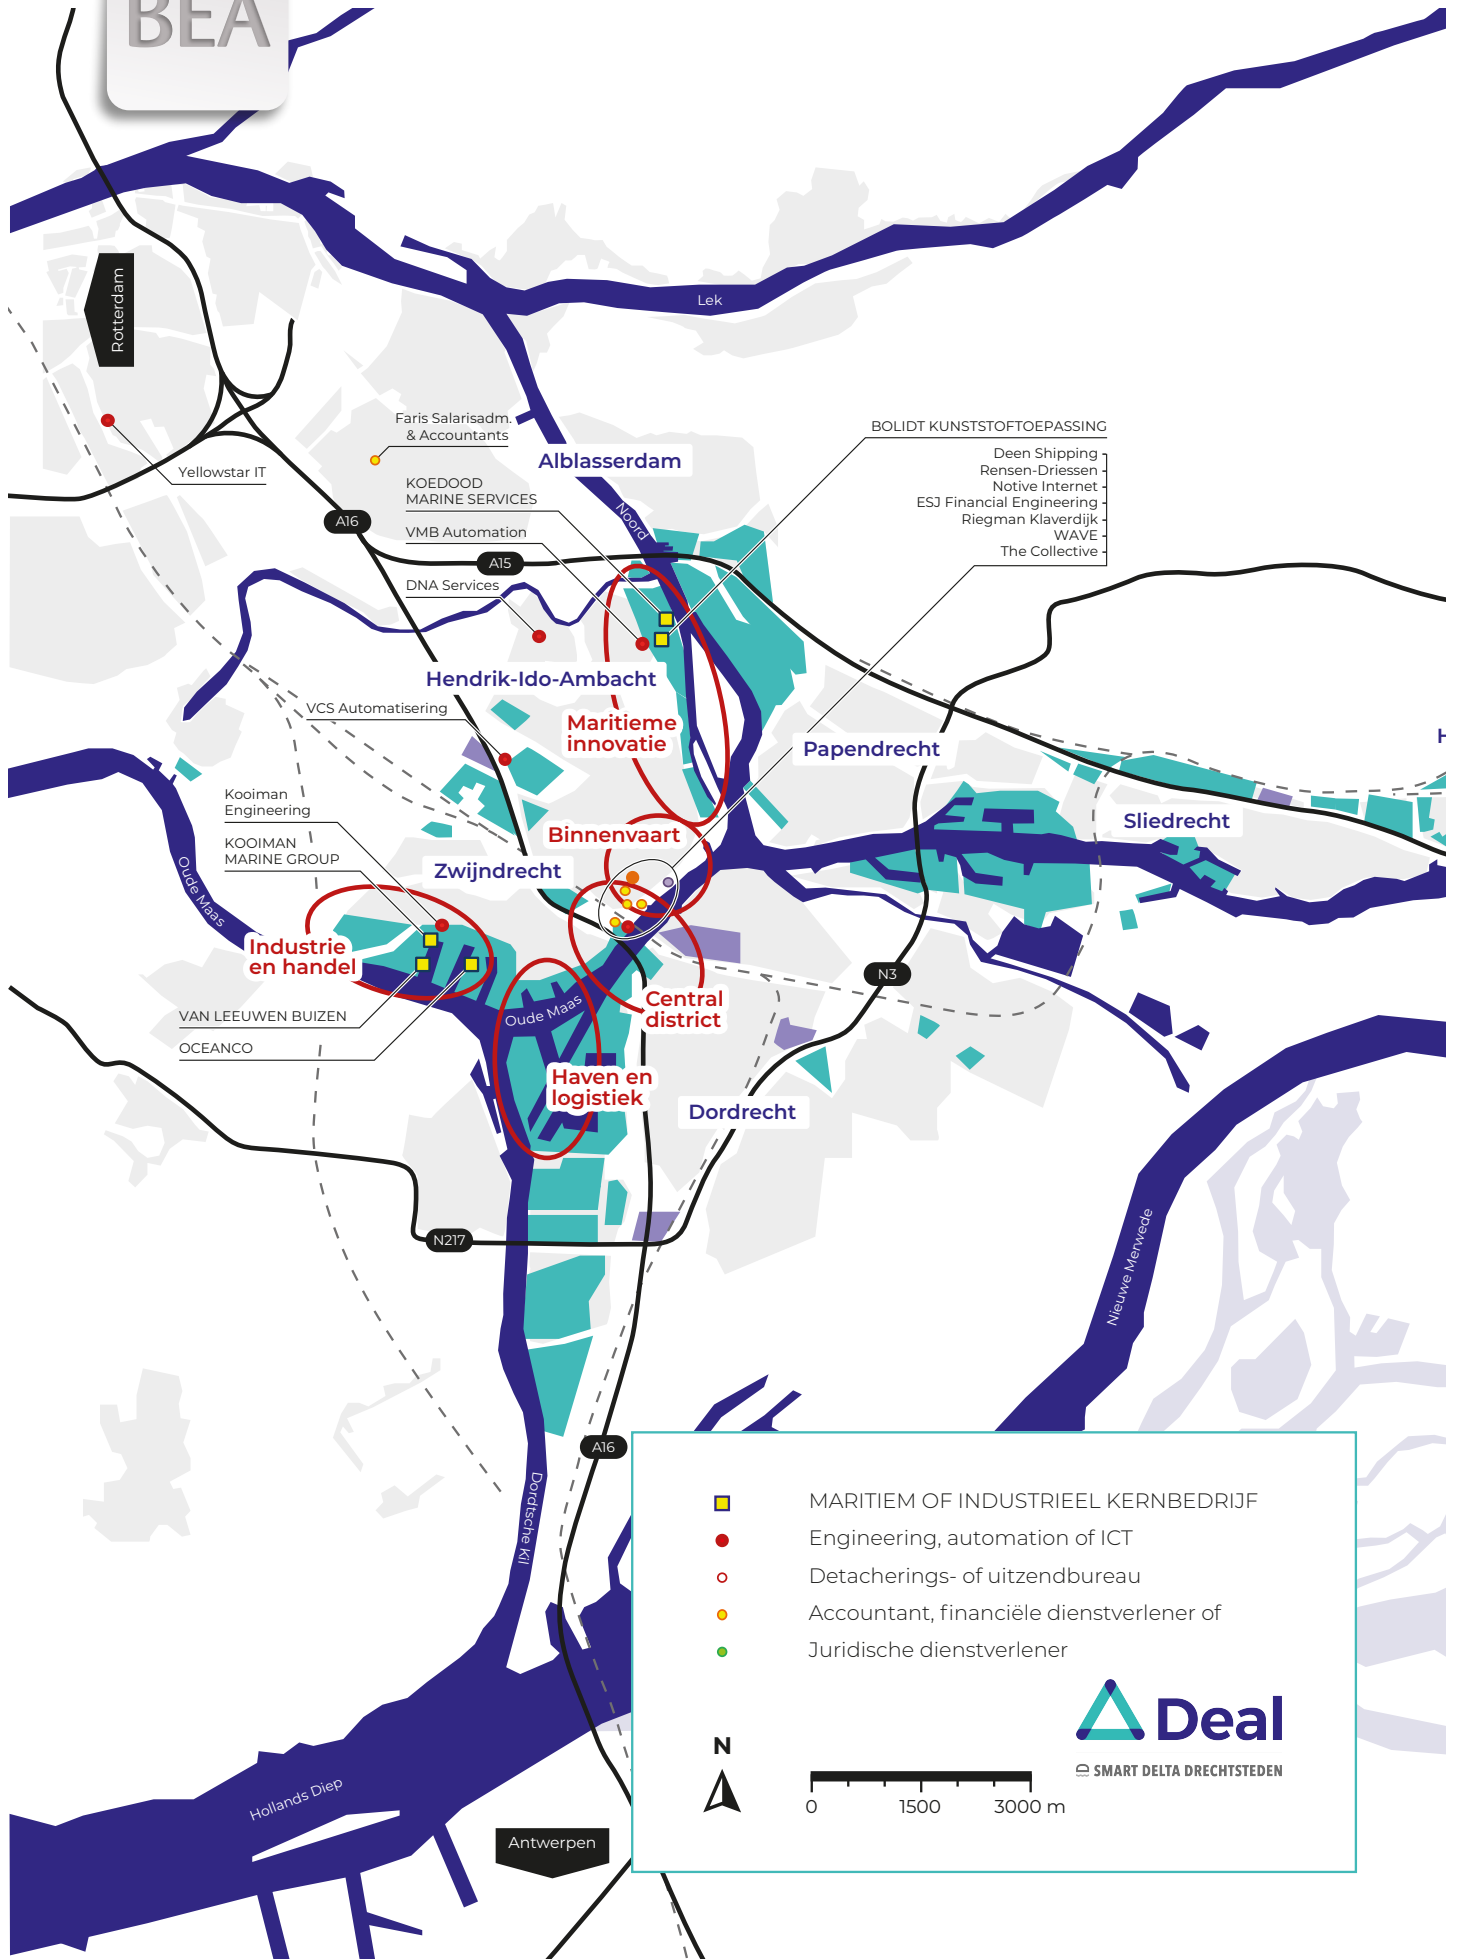 BEA
Rotterdam
Lek
Faris Salarisadm.
& Accountants
Yellowstar IT
Alblasserdam
BOLIDT KUNSTSTOFTOEPASSING
Deen Shipping
Rensen-Driessen
Notive Internet
ESJ Financial Engineering
Riegman Klaverdijk
WAVE
The Collective
KOEDOOD
MARINE SERVICES
VMB Automation
Noord
A16
A15
DNA Services
Hendrik-Ido-Ambacht
VCS Automatisering
Maritieme
innovatie
Papendrecht
H
Kooiman
Engineering
Binnenvaart
Sliedrecht
KOOIMAN
MARINE GROUP
Zwijndrecht
Oude Maas
Industrie
en handel
N3
Central
district
Oude Maas
VAN LEEUWEN BUIZEN
OCEANCO
Haven en
logistiek
Dordrecht
N217
Nieuwe Merwede
A16
Dordtsche Kil
MARITIEM OF INDUSTRIEEL KERNBEDRIJF
Engineering, automation of ICT
Detacherings- of uitzendbureau
Accountant, financiële dienstverlener of
Juridische dienstverlener
Deal
SMART DELTA DRECHTSTEDEN
N
0 1500 3000 m
Hollands Diep
Antwerpen